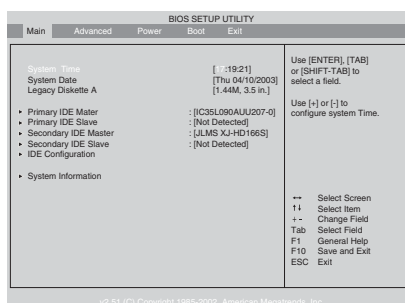 BIOS SETUP UTILITY
Main Advanced Power Boot Exit
System Time [17:19:21]
System Date [Thu 04/10/2003]
Legacy Diskette A [1.44M, 3.5 in.]
Primary IDE Mater : [IC35L090AUU207-0]
Primary IDE Slave : [Not Detected]
Secondary IDE Master : [JLMS XJ-HD166S]
Secondary IDE Slave : [Not Detected]
IDE Configuration
System Information
Use [ENTER], [TAB]
or [SHIFT-TAB] to
select a field.
Use [+] or [-] to
configure system Time.
↔ Select Screen
↑↓ Select Item
+- Change Field
Tab Select Field
F1 General Help
F10 Save and Exit
ESC Exit
v2.51 (C) Copyright 1985-2002, American Megatrends, Inc.